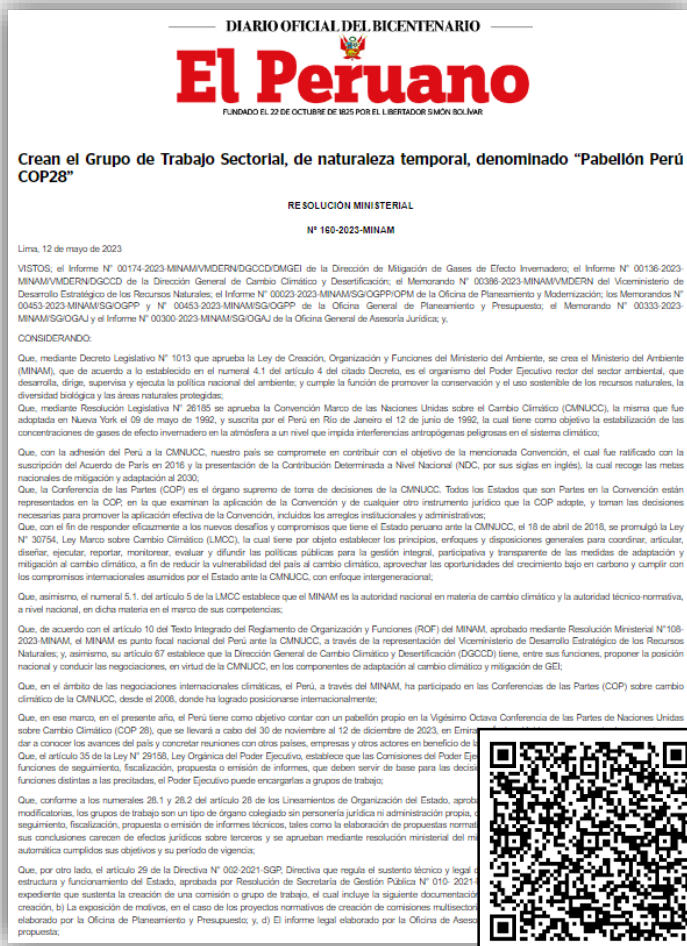 DIARIO OFICIAL DEL BICENTENARIO
El Peruano
FUNDADO EL 22 DE OCTUBRE DE 1825 POR EL LIBERTADOR SIMÓN BOLÍVAR
Crean el Grupo de Trabajo Sectorial, de naturaleza temporal, denominado “Pabellón Perú
COP28”
RESOLUCIÓN MINISTERIAL
N° 160-2023-MINAM
Lima, 12 de mayo de 2023
VISTOS; el Informe N° 00174-2023-MINAM/VMDERN/DGCCD/DMGEI de la Dirección de Mitigación de Gases de Efecto Invernadero; el Informe N° 00136-2023-
MINAM/VMDERN/DGCCD de la Dirección General de Cambio Climático y Desertificación; el Memorando N° 00386-2023-MINAM/VMDERN del Viceministerio de
Desarrollo Estratégico de los Recursos Naturales; el Informe N° 00023-2023-MINAM/SG/OGPP/OPM de la Oficina de Planeamiento y Modernización; los Memorandos N°
00453-2023-MINAM/SG/OGPP y N° 00453-2023-MINAM/SG/OGPP de la Oficina General de Planeamiento y Presupuesto; el Memorando N° 00333-2023-
MINAM/SG/OGAJ y el Informe N° 00300-2023-MINAM/SG/OGAJ de la Oficina General de Asesoría Jurídica; y,
CONSIDERANDO:
Que, mediante Decreto Legislativo N° 1013 que aprueba la Ley de Creación, Organización y Funciones del Ministerio del Ambiente, se crea el Ministerio del Ambiente
(MINAM), que de acuerdo a lo establecido en el numeral 4.1 del artículo 4 del citado Decreto, es el organismo del Poder Ejecutivo rector del sector ambiental, que
desarrolla, dirige, supervisa y ejecuta la política nacional del ambiente; y cumple la función de promover la conservación y el uso sostenible de los recursos naturales, la
diversidad biológica y las áreas naturales protegidas;
Que, mediante Resolución Legislativa N° 26185 se aprueba la Convención Marco de las Naciones Unidas sobre el Cambio Climático (CMNUCC), la misma que fue
adoptada en Nueva York el 09 de mayo de 1992, y suscrita por el Perú en Río de Janeiro el 12 de junio de 1992, la cual tiene como objetivo la estabilización de las
concentraciones de gases de efecto invernadero en la atmósfera a un nivel que impida interferencias antropógenas peligrosas en el sistema climático;
Que, con la adhesión del Perú a la CMNUCC, nuestro país se compromete en contribuir con el objetivo de la mencionada Convención, el cual fue ratificado con la
suscripción del Acuerdo de París en 2016 y la presentación de la Contribución Determinada a Nivel Nacional (NDC, por sus siglas en inglés), la cual recoge las metas
nacionales de mitigación y adaptación al 2030;
Que, la Conferencia de las Partes (COP) es el órgano supremo de toma de decisiones de la CMNUCC. Todos los Estados que son Partes en la Convención están
representados en la COP, en la que examinan la aplicación de la Convención y de cualquier otro instrumento jurídico que la COP adopte, y toman las decisiones
necesarias para promover la aplicación efectiva de la Convención, incluidos los arreglos institucionales y administrativos;
Que, con el fin de responder eficazmente a los nuevos desafíos y compromisos que tiene el Estado peruano ante la CMNUCC, el 18 de abril de 2018, se promulgó la Ley
N° 30754, Ley Marco sobre Cambio Climático (LMCC), la cual tiene por objeto establecer los principios, enfoques y disposiciones generales para coordinar, articular,
diseñar, ejecutar, reportar, monitorear, evaluar y difundir las políticas públicas para la gestión integral, participativa y transparente de las medidas de adaptación y
mitigación al cambio climático, a fin de reducir la vulnerabilidad del país al cambio climático, aprovechar las oportunidades del crecimiento bajo en carbono y cumplir con
los compromisos internacionales asumidos por el Estado ante la CMNUCC, con enfoque intergeneracional;
Que, asimismo, el numeral 5.1. del artículo 5 de la LMCC establece que el MINAM es la autoridad nacional en materia de cambio climático y la autoridad técnico-normativa,
a nivel nacional, en dicha materia en el marco de sus competencias;
Que, de acuerdo con el artículo 10 del Texto Integrado del Reglamento de Organización y Funciones (ROF) del MINAM, aprobado mediante Resolución Ministerial N°108-
2023-MINAM, el MINAM es punto focal nacional del Perú ante la CMNUCC, a través de la representación del Viceministerio de Desarrollo Estratégico de los Recursos
Naturales; y, asimismo, su artículo 67 establece que la Dirección General de Cambio Climático y Desertificación (DGCCD) tiene, entre sus funciones, proponer la posición
nacional y conducir las negociaciones, en virtud de la CMNUCC, en los componentes de adaptación al cambio climático y mitigación de GEI;
Que, en el ámbito de las negociaciones internacionales climáticas, el Perú, a través del MINAM, ha participado en las Conferencias de las Partes (COP) sobre cambio
climático de la CMNUCC, desde el 2008, donde ha logrado posicionarse internacionalmente;
Que, en ese marco, en el presente año, el Perú tiene como objetivo contar con un pabellón propio en la Vigésimo Octava Conferencia de las Partes de Naciones Unidas
sobre Cambio Climático (COP 28), que se llevará a cabo del 30 de noviembre al 12 de diciembre de 2023, en Emira
dar a conocer los avances del país y concretar reuniones con otros países, empresas y otros actores en beneficio de la
Que, el artículo 35 de la Ley N° 29158, Ley Orgánica del Poder Ejecutivo, establece que las Comisiones del Poder Eje
funciones de seguimiento, fiscalización, propuesta o emisión de informes, que deben servir de base para las decisi
funciones distintas a las precitadas, el Poder Ejecutivo puede encargarlas a grupos de trabajo;
Que, conforme a los numerales 28.1 y 28.2 del artículo 28 de los Lineamientos de Organización del Estado, aprob
modificatorias, los grupos de trabajo son un tipo de órgano colegiado sin personería jurídica ni administración propia,
seguimiento, fiscalización, propuesta o emisión de informes técnicos, tales como la elaboración de propuestas normat
sus conclusiones carecen de efectos jurídicos sobre terceros y se aprueban mediante resolución ministerial del mi
automática cumplidos sus objetivos y su periodo de vigencia;
Que, por otro lado, el artículo 29 de la Directiva N° 002-2021-SGP, Directiva que regula el sustento técnico y legal
estructura y funcionamiento del Estado, aprobada por Resolución de Secretaría de Gestión Pública N° 010- 2021-
expediente que sustenta la creación de una comisión o grupo de trabajo, el cual incluye la siguiente documentación
creación, b) La exposición de motivos, en el caso de los proyectos normativos de creación de comisiones multisectori
elaborado por la Oficina de Planeamiento y Presupuesto; y, d) El informe legal elaborado por la Oficina de Aseso
propuesta;